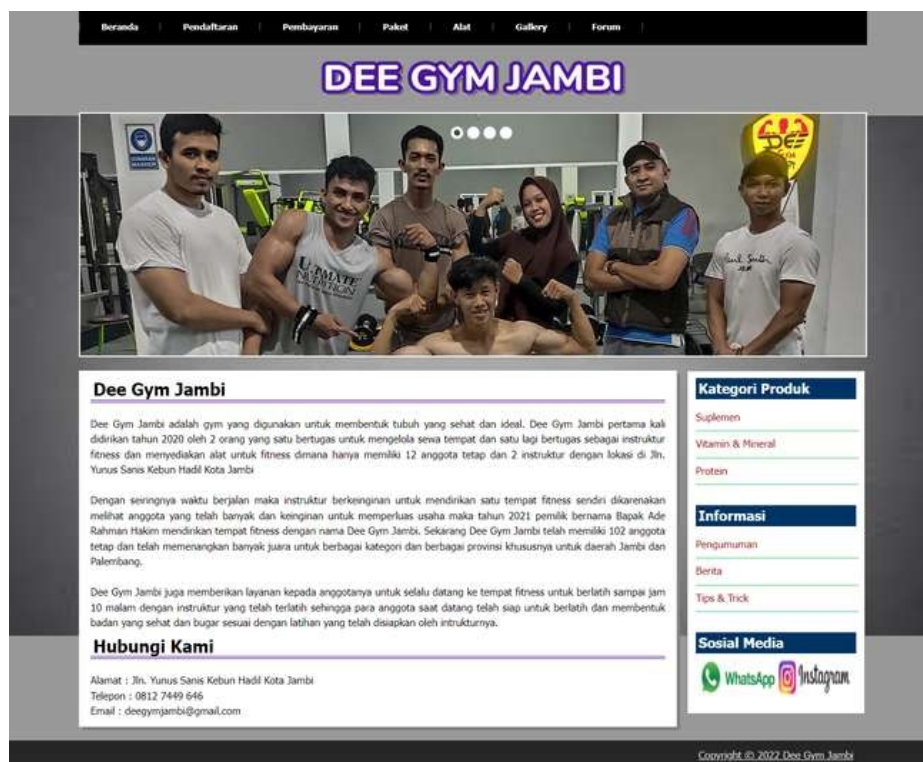 Beranda
Pendaftaran
Pembayaran
Paket
Alat
Gallery
Forum
DEE GYM JAMBI
DEE
ULTMATE
NUTRITION
Paul Smith
Dee Gym Jambi
Dee Gym Jambi adalah gym yang digunakan untuk membentuk tubuh yang sehat dan ideal. Dee Gym Jambi pertama kali
didirikan tahun 2020 oleh 2 orang yang satu bertugas untuk mengelola sewa tempat dan satu lagi bertugas sebagai instruktur
fitness dan menyediakan alat untuk fitness dimana hanya memiliki 12 anggota tetap dan 2 instruktur dengan lokasi di Jln.
Yunus Sanis Kebun Hadil Kota Jambi
Dengan seiringnya waktu berjalan maka instruktur berkeinginan untuk mendirikan satu tempat fitness sendiri dikarenakan
melihat anggota yang telah banyak dan keinginan untuk memperluas usaha maka tahun 2021 pemilik bernama Bapak Ade
Rahman Hakim mendirikan tempat fitness dengan nama Dee Gym Jambi. Sekarang Dee Gym Jambi telah memiliki 102 anggota
tetap dan telah memenangkan banyak juara untuk berbagai kategori dan berbagai provinsi khususnya untuk daerah Jambi dan
Palembang.
Dee Gym Jambi juga memberikan layanan kepada anggotanya untuk selalu datang ke tempat fitness untuk berlatih sampai jam
10 malam dengan instruktur yang telah terlatih sehingga para anggota saat datang telah siap untuk berlatih dan membentuk
badan yang sehat dan bugar sesuai dengan latihan yang telah disiapkan oleh intrukturnya.
Hubungi Kami
Alamat : Jln. Yunus Sanis Kebun Hadil Kota Jambi
Telepon : 0812 7449 646
Email : deegymjambi@gmail.com
Kategori Produk
Suplemen
Vitamin & Mineral
Protein
Informasi
Pengumuman
Berita
Tips & Trick
Sosial Media
WhatsApp
Instagram
Copyright © 2022 Dee Gym Jambi